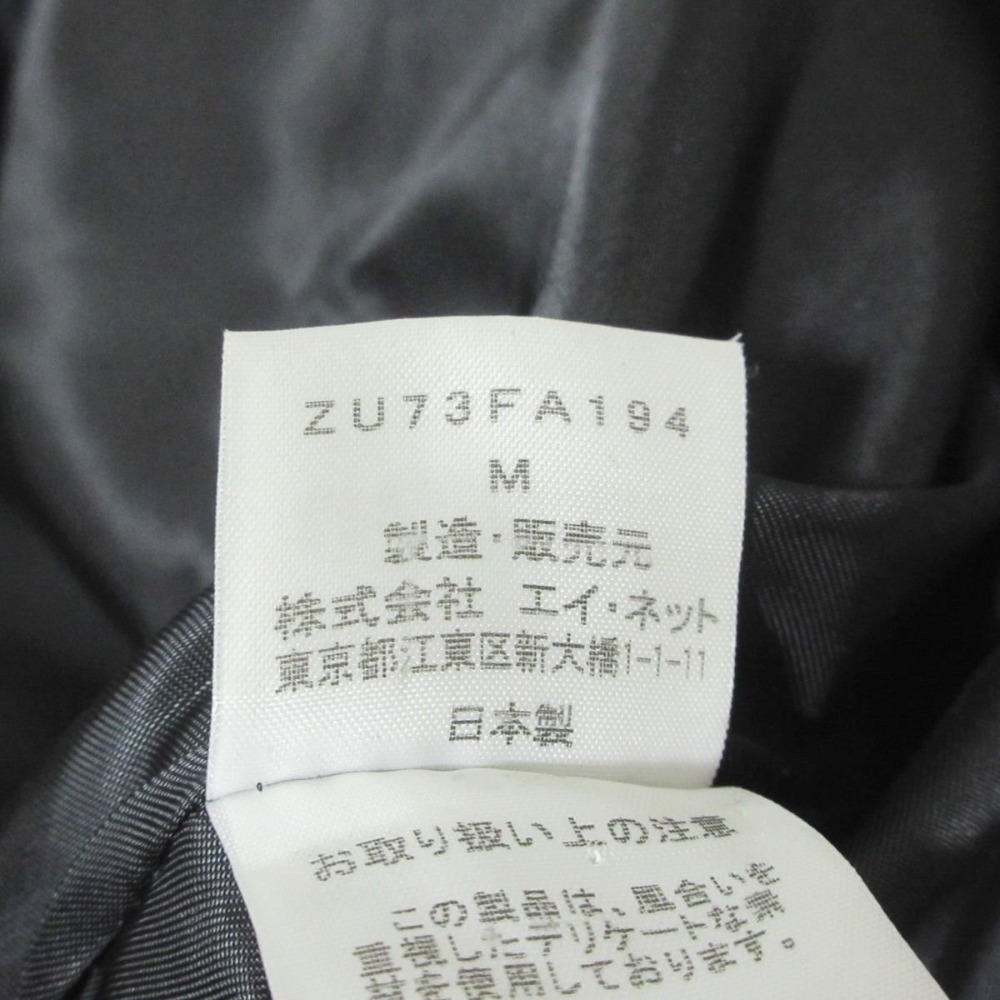 ZU73FA194
M
製造・販売元
株式会社 エイ・ネット
東京都江東区新大橋1-1-11
日本製
お取り扱い上の注意
この製品は、風合いを
重視したデリケートな素
を使用しております。